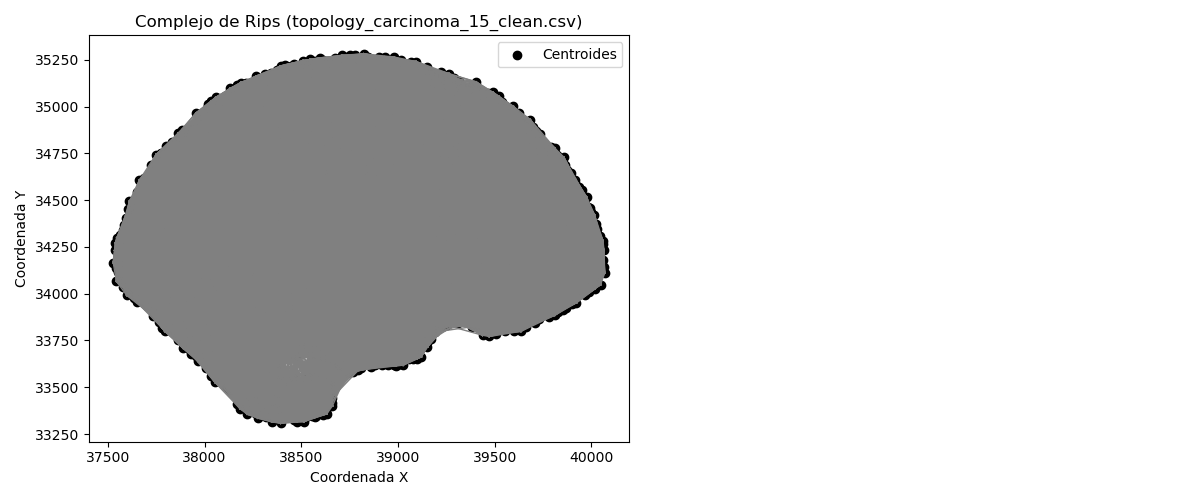 Complejo de Rips (topology_carcinoma_15_clean.csv)
Centroides
35250
35000
34750
34500
34250
34000
33750
33500
33250
Coordenada Y
37500 38000 38500 39000 39500 40000
Coordenada X